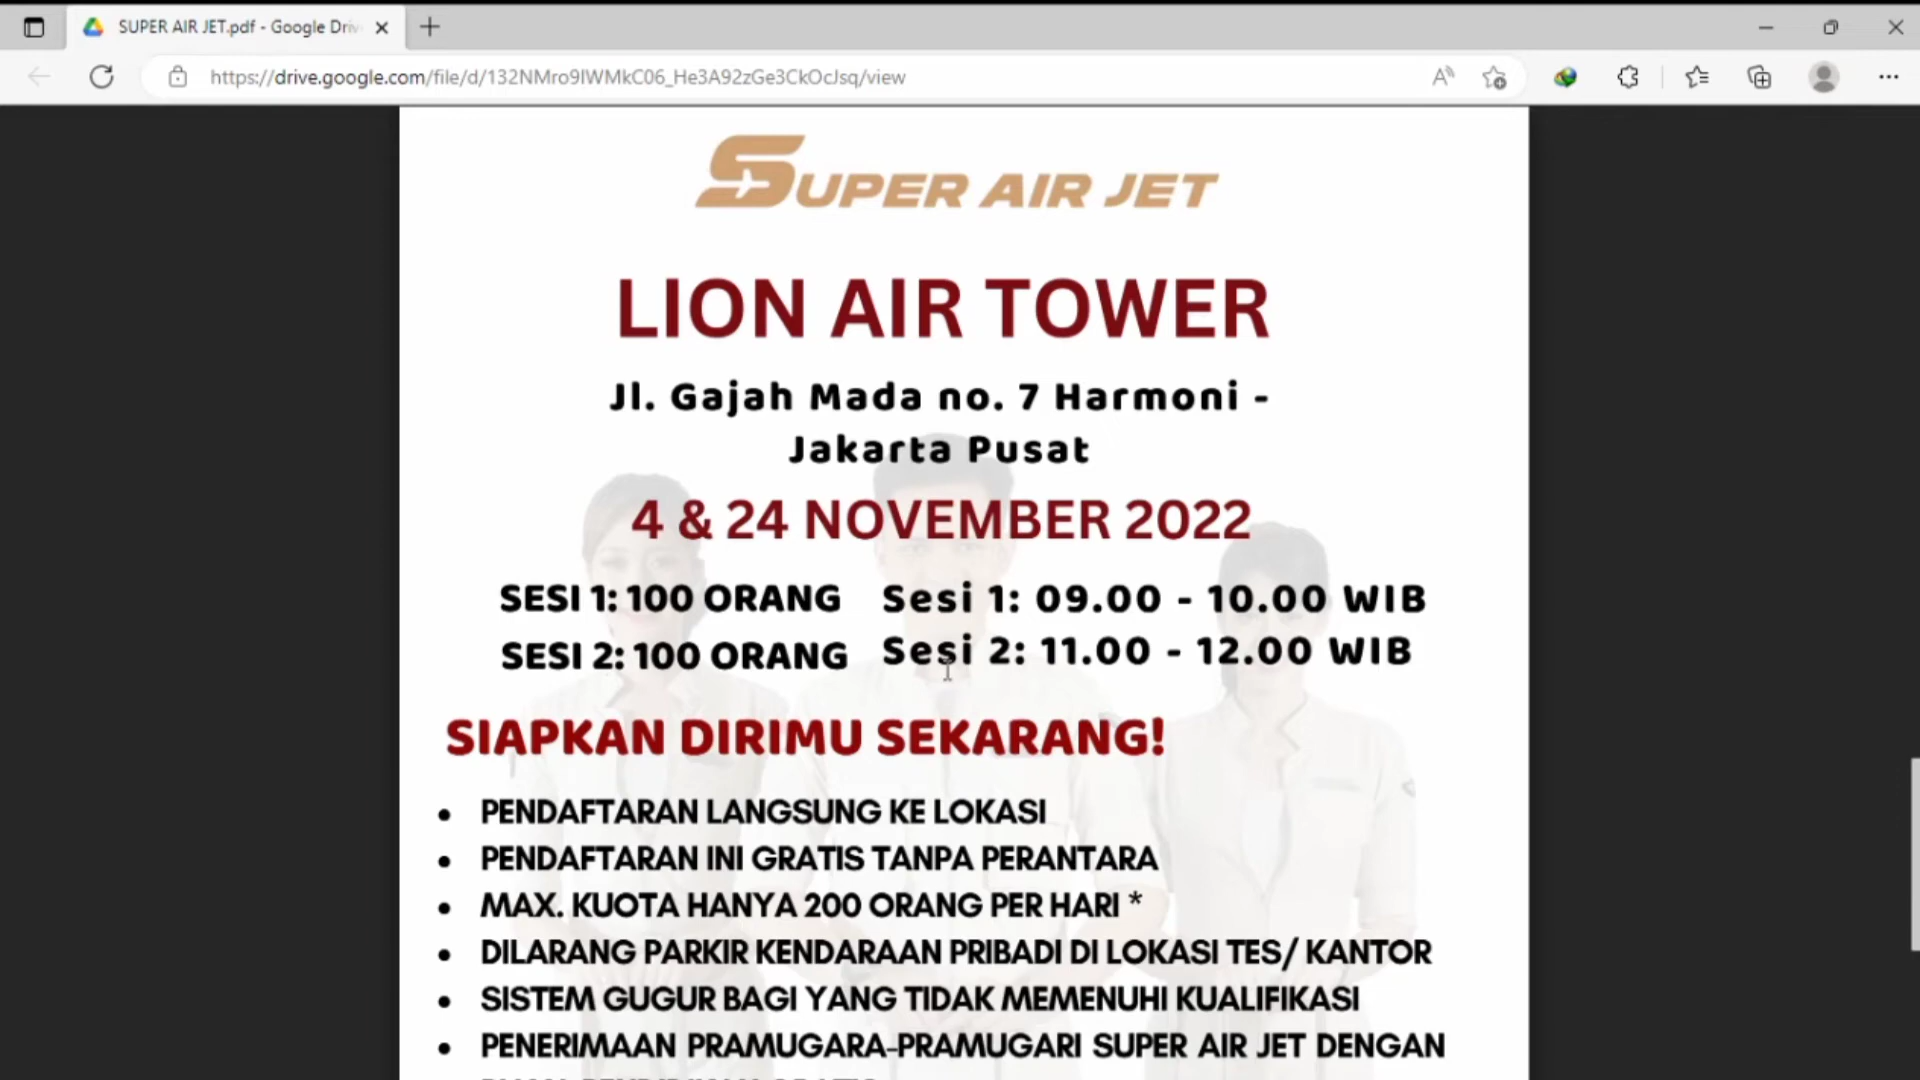 SUPER AIR JET.pdf - Google Driv
https://drive.google.com/file/d/132NMro9IWMkC06_He3A92zGe3CkOcJsq/view
SUPER AIR JET
LION AIR TOWER
Jl. Gajah Mada no. 7 Harmoni -
Jakarta Pusat
4 & 24 NOVEMBER 2022
SESI 1: 100 ORANG Sesi 1: 09.00 - 10.00 WIB
SESI 2: 100 ORANG Sesi 2: 11.00 - 12.00 WIB
SIAPKAN DIRIMU SEKARANG!
• PENDAFTARAN LANGSUNG KE LOKASI
• PENDAFTARAN INI GRATIS TANPA PERANTARA
• MAX. KUOTA HANYA 200 ORANG PER HARI *
• DILARANG PARKIR KENDARAAN PRIBADI DI LOKASI TES/ KANTOR
• SISTEM GUGUR BAGI YANG TIDAK MEMENUHI KUALIFIKASI
• PENERIMAAN PRAMUGARA-PRAMUGARI SUPER AIR JET DENGAN